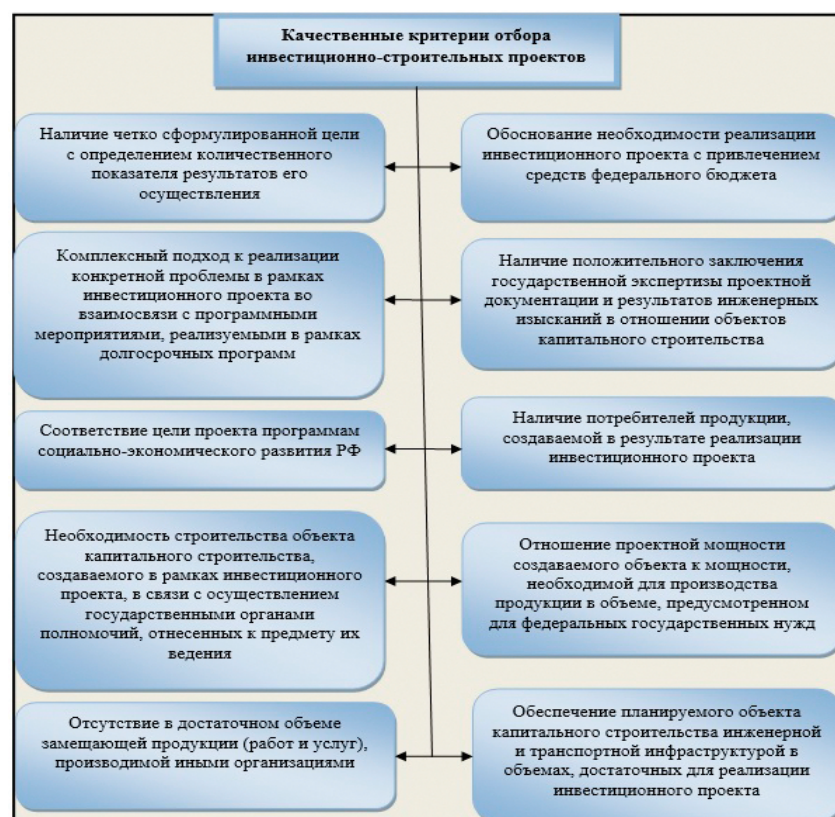 Качественные критерии отбора
инвестиционно-строительных проектов
Наличие четко сформулированной цели
с определением количественного
показателя результатов его
осуществления
Обоснование необходимости реализации
инвестиционного проекта с привлечением
средств федерального бюджета
Комплексный подход к реализации
конкретной проблемы в рамках
инвестиционного проекта во
взаимосвязи с программными
мероприятиями, реализуемыми в рамках
долгосрочных программ
Наличие положительного заключения
государственной экспертизы проектной
документации и результатов инженерных
изысканий в отношении объектов
капитального строительства
Соответствие цели проекта программам
социально-экономического развития РФ
Наличие потребителей продукции,
создаваемой в результате реализации
инвестиционного проекта
Необходимость строительства объекта
капитального строительства,
создаваемого в рамках инвестиционного
проекта, в связи с осуществлением
государственными органами
полномочий, отнесенных к предмету их
ведения
Отношение проектной мощности
создаваемого объекта к мощности,
необходимой для производства
продукции в объеме, предусмотренном
для федеральных государственных нужд
Отсутствие в достаточном объеме
замещающей продукции (работ и услуг),
производимой иными организациями
Обеспечение планируемого объекта
капитального строительства инженерной
и транспортной инфраструктурой в
объемах, достаточных для реализации
инвестиционного проекта